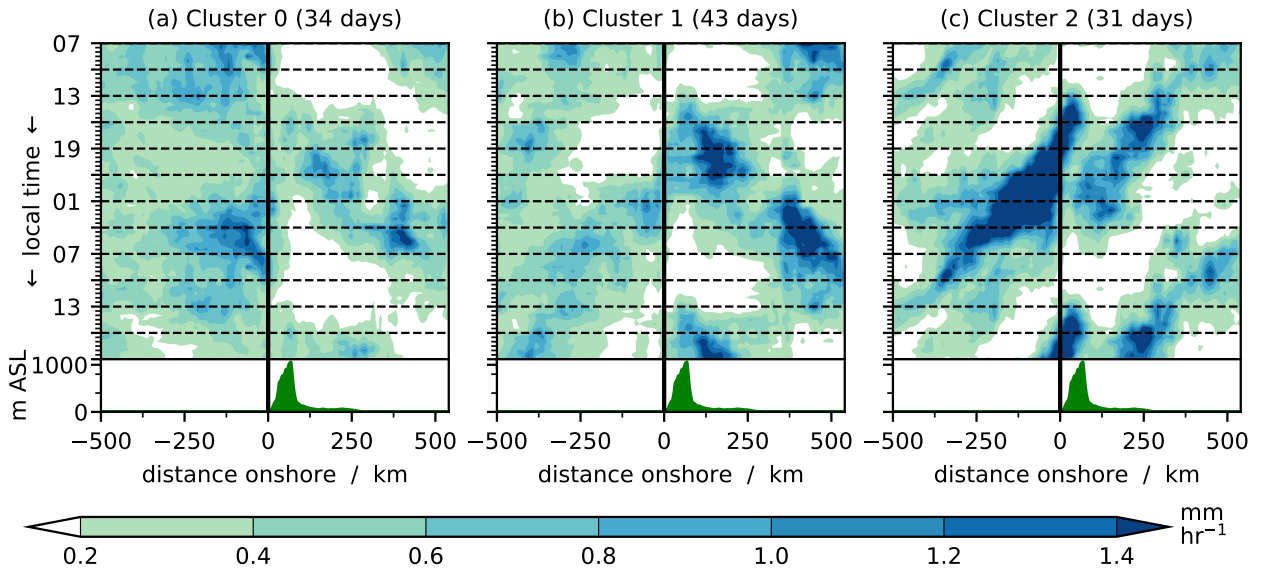 (a) Cluster 0 (34 days) (b) Cluster 1 (43 days) (c) Cluster 2 (31 days)
07
13
19
01
07
13
← local time ←
1000
0
m ASL
−500 −250 0 250 500 −500 −250 0 250 500 −500 −250 0 250 500
distance onshore / km distance onshore / km distance onshore / km
mm
hr⁻¹
0.2 0.4 0.6 0.8 1.0 1.2 1.4